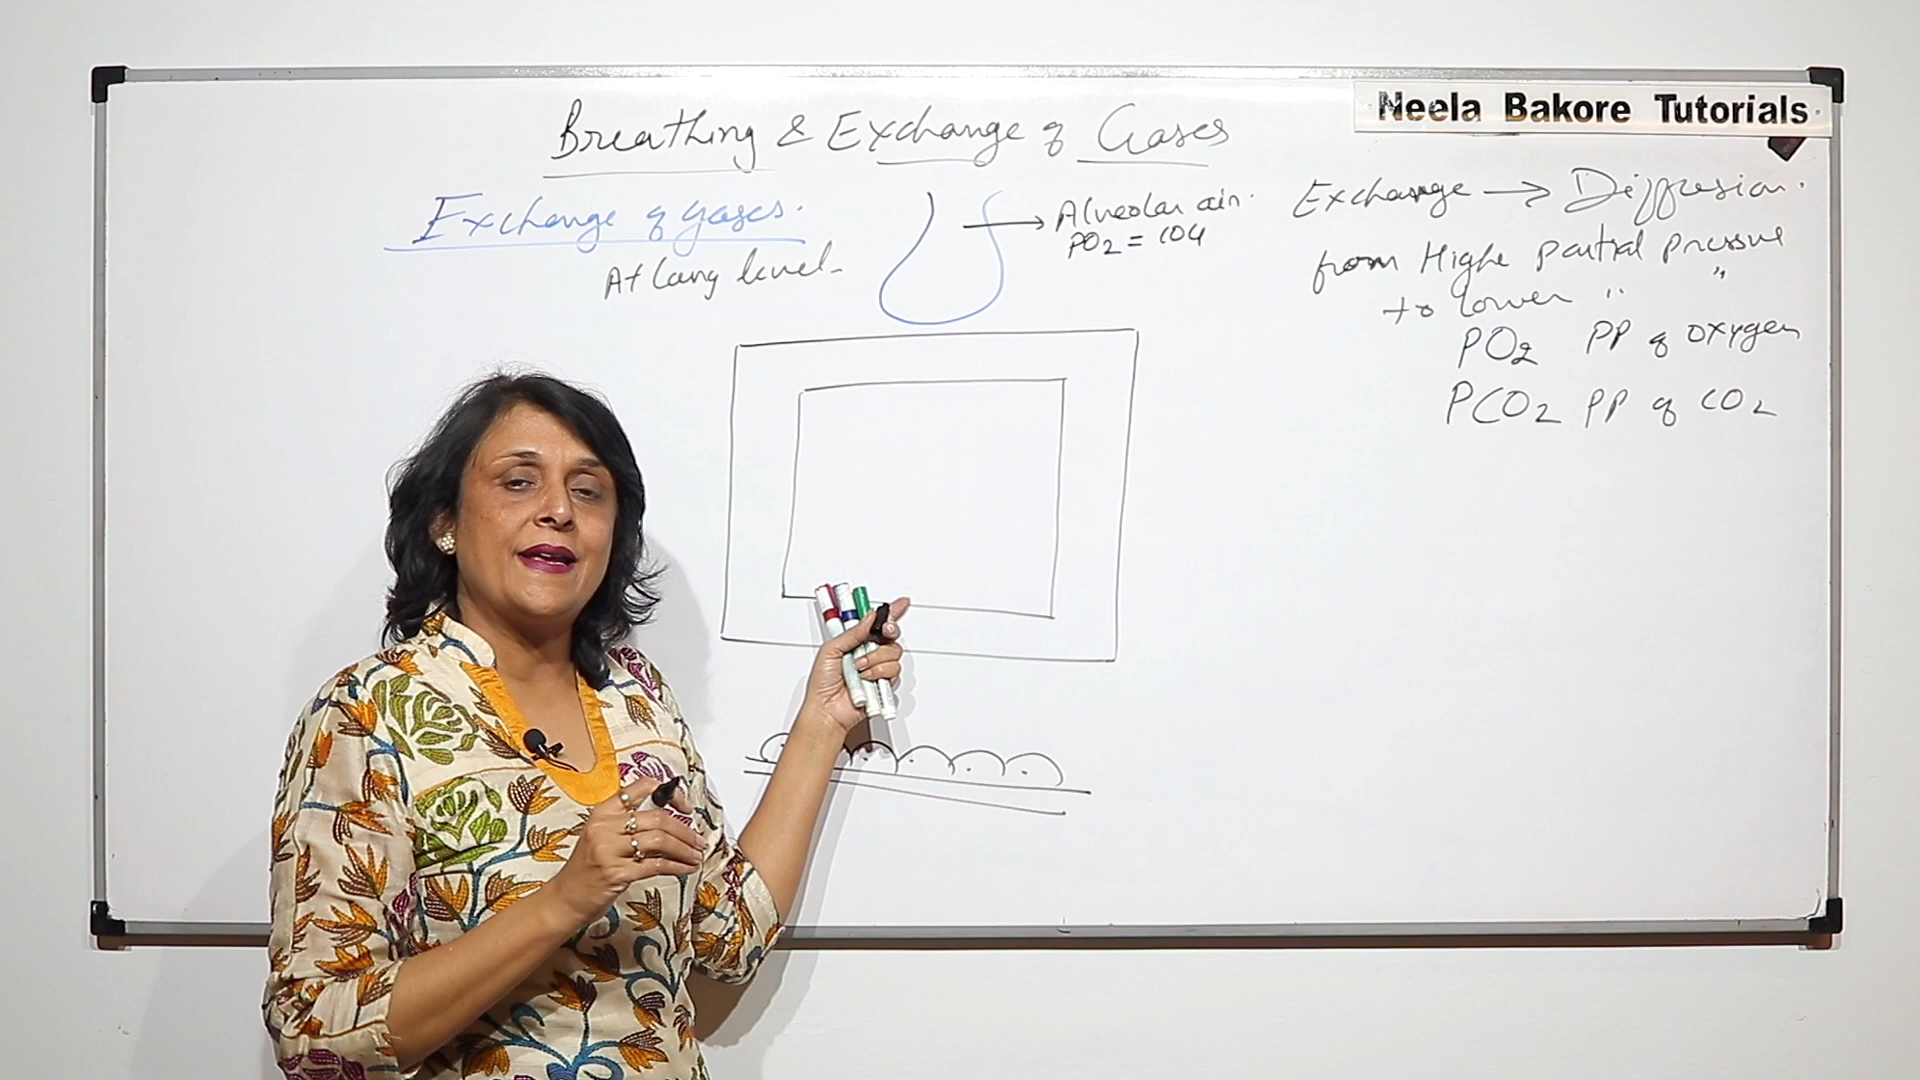 Neela Bakore Tutorials
Breathing & Exchange of Gases
Exchange of gases.
At lung level
Alveolar air.
PO2 = 104
Exchange → Diffusion.
from Highe partial pressure
to lower " "
PO2 PP of oxygen
PCO2 PP of CO2